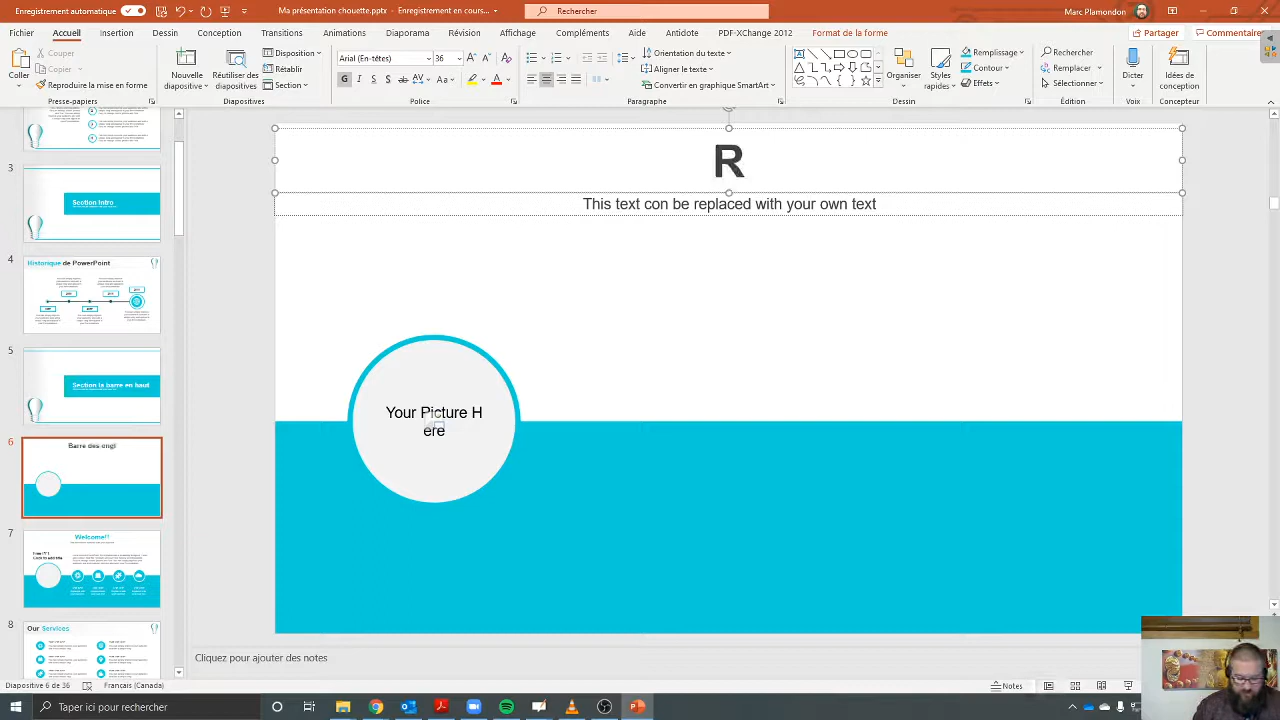 Enregistrement automatique
Ma présentation chouette.pptx - Enregistrement en cours...
Rechercher
Marc Plamondon
Fichier Accueil Insertion Dessin Conception Transitions Animations Diaporama Révision Affichage Compléments Aide Antidote PDF-XChange 2012 Format de la forme
Partager Commentaires
Coller
Couper
Copier
Reproduire la mise en forme
Presse-papiers
Nouvelle diapositive
Réutiliser des diapositives
Disposition
Rétablir
Section
Diapositives
Arial (En-têtes) 36
G I S S ab AV Aa A
Police
Orientation du texte
Aligner le texte
Convertir en graphique SmartArt
Paragraphe
Organiser
Styles rapides
Remplissage
Contour
Effets
Dessin
Rechercher
Remplacer
Sélectionner
Édition
Dicter
Voix
Idées de conception
Concepteur
3
Section Intro
4
Historique de PowerPoint
5
Section la barre en haut
6
Barre des ongl
7
Welcome!!
8
Our Services
R
This text con be replaced with your own text
Your Picture H
ere
Cliquez pour ajouter des notes
Diapositive 6 de 36
Français (Canada)
Notes
Taper ici pour rechercher